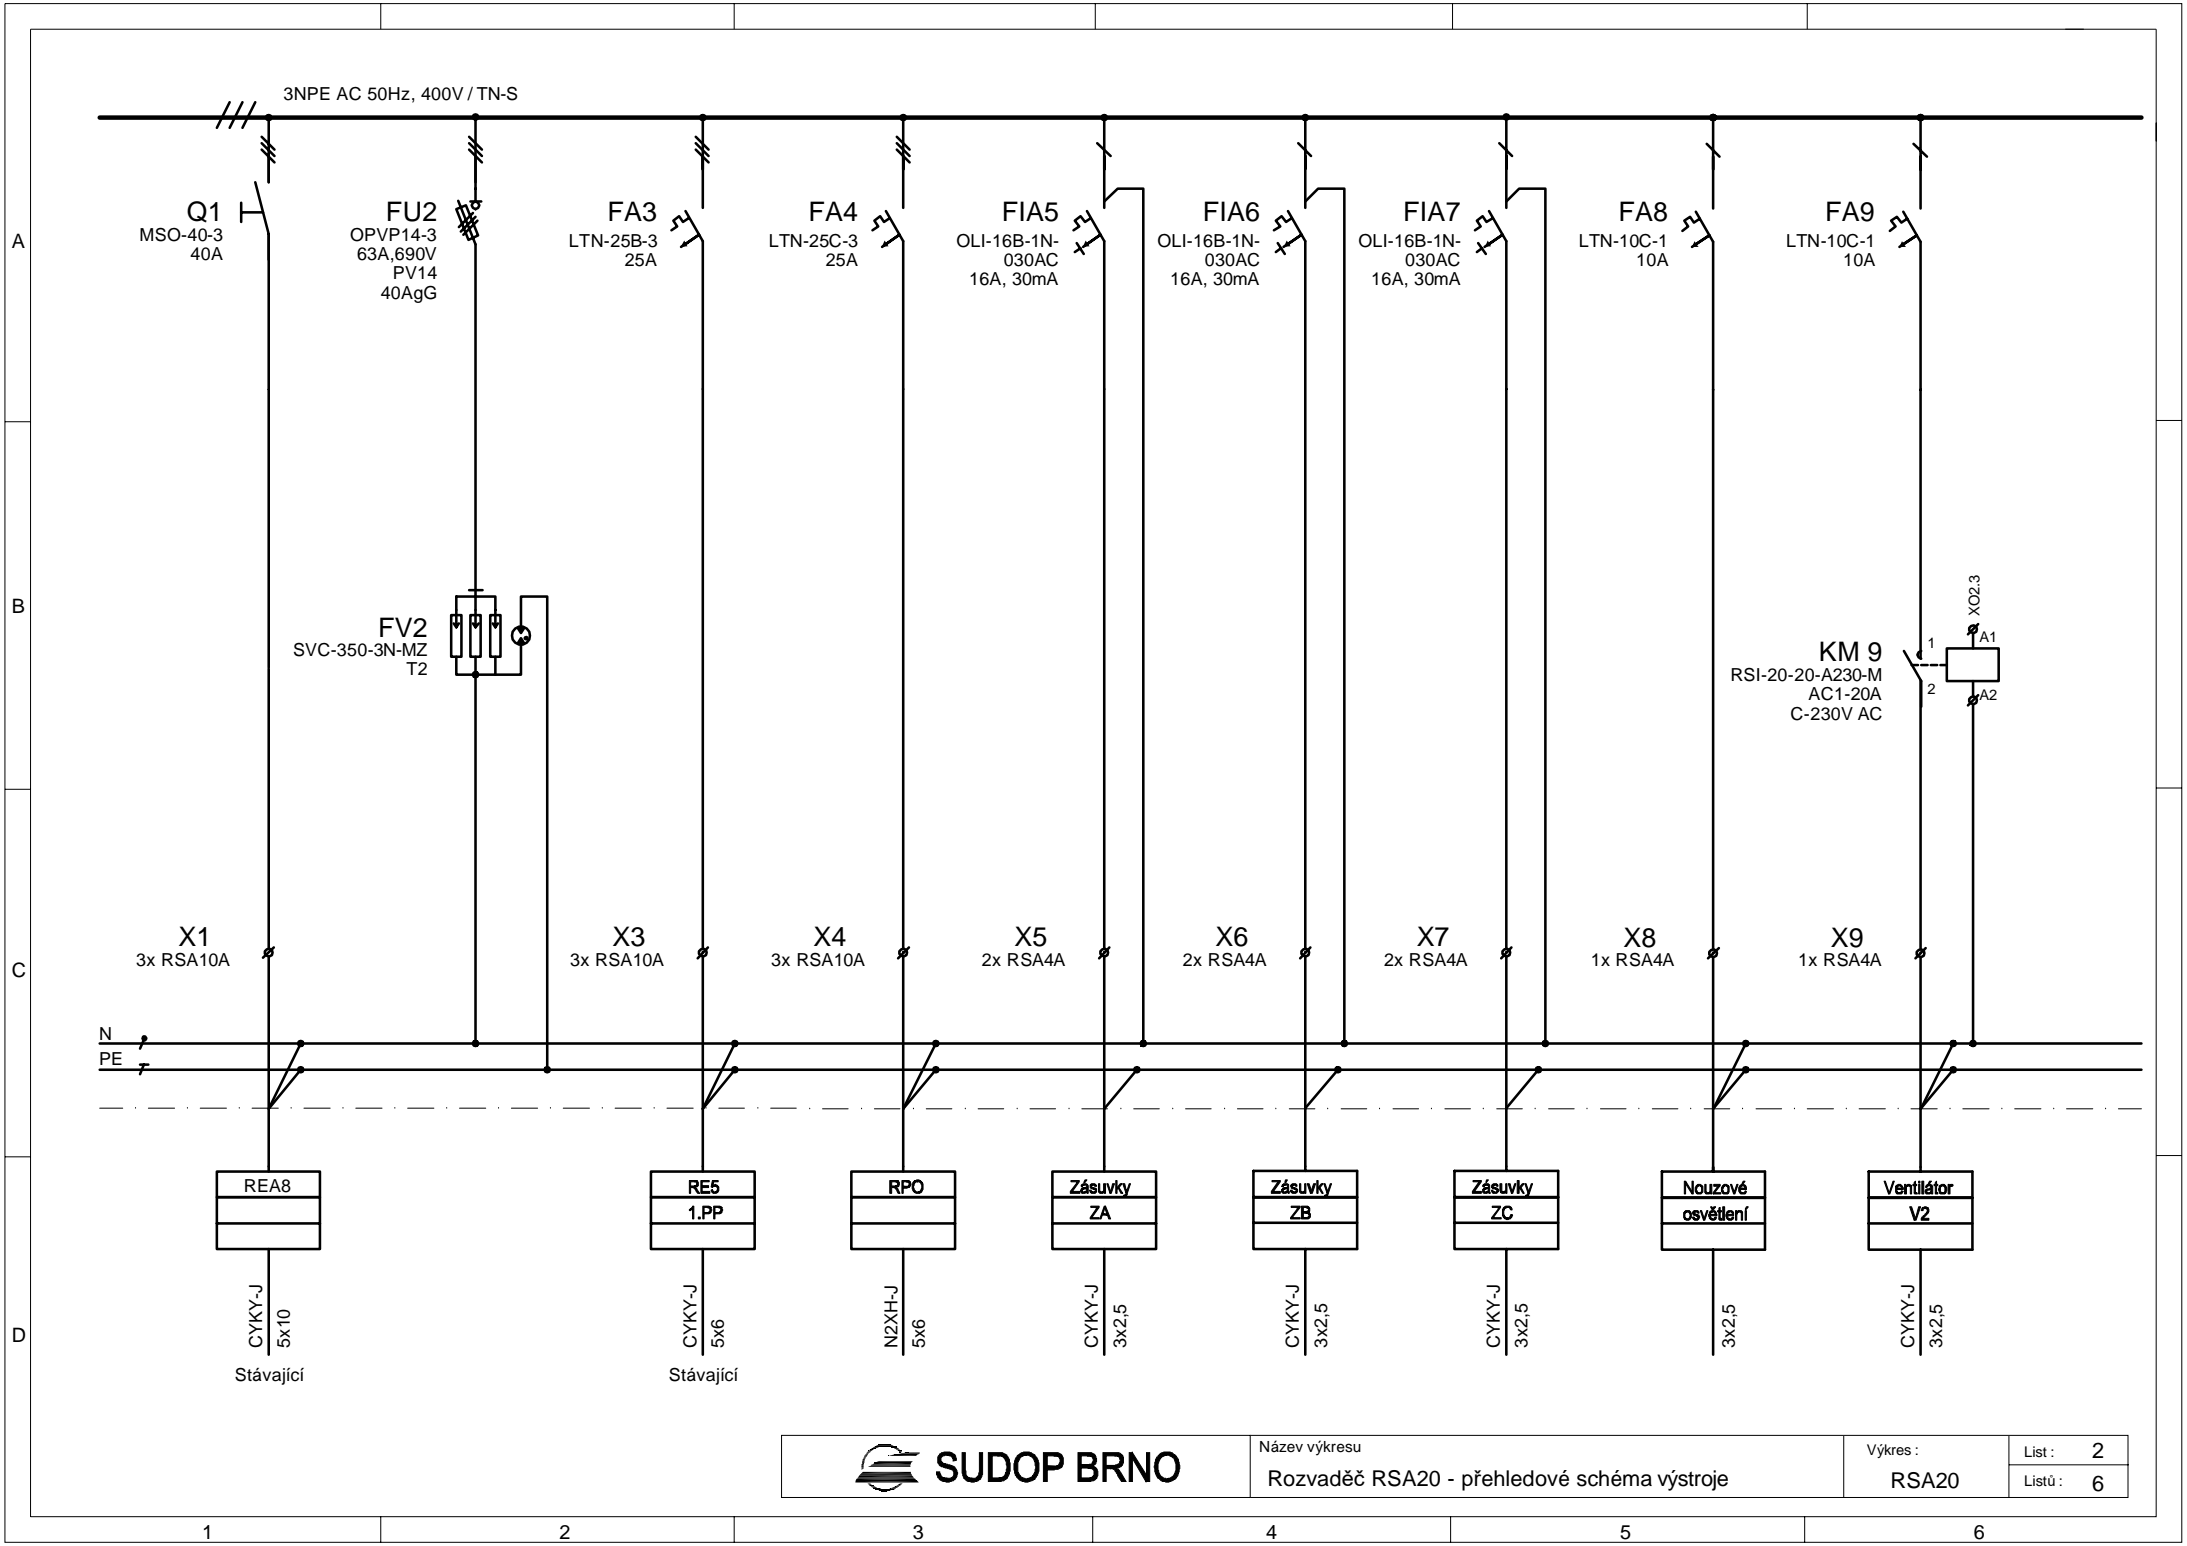 3NPE AC 50Hz, 400V / TN-S
Q1
MSO-40-3
40A
FU2
OPVP14-3
63A,690V
PV14
40AgG
FA3
LTN-25B-3
25A
FA4
LTN-25C-3
25A
FIA5
OLI-16B-1N-
030AC
16A, 30mA
FIA6
OLI-16B-1N-
030AC
16A, 30mA
FIA7
OLI-16B-1N-
030AC
16A, 30mA
FA8
LTN-10C-1
10A
FA9
LTN-10C-1
10A
A
B
FV2
SVC-350-3N-MZ
T2
KM 9
RSI-20-20-A230-M
AC1-20A
C-230V AC
1
2
XO2.3
A1
A2
C
X1
3x RSA10A
X3
3x RSA10A
X4
3x RSA10A
X5
2x RSA4A
X6
2x RSA4A
X7
2x RSA4A
X8
1x RSA4A
X9
1x RSA4A
N
PE
REA8
RE5
1.PP
RPO
Zásuvky
ZA
Zásuvky
ZB
Zásuvky
ZC
Nouzové
osvětlení
Ventilátor
V2
D
CYKY-J
5x10
Stávající
CYKY-J
5x6
Stávající
N2XH-J
5x6
CYKY-J
3x2,5
CYKY-J
3x2,5
CYKY-J
3x2,5
3x2,5
CYKY-J
3x2,5
SUDOP BRNO
Název výkresu
Rozvaděč RSA20 - přehledové schéma výstroje
Výkres :
RSA20
List : 2
Listů : 6
1 2 3 4 5 6